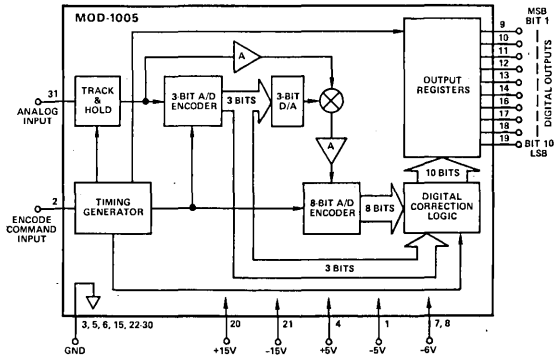 MOD-1005
MSB
9 BIT 1
10
11
12
13
14
16
17
18
19 BIT 10
LSB
DIGITAL OUTPUTS
OUTPUT
REGISTERS
A
31
ANALOG
INPUT
TRACK
&
HOLD
3-BIT A/D
ENCODER
3 BITS
3-BIT
D/A
A
10 BITS
2
ENCODE
COMMAND
INPUT
TIMING
GENERATOR
8-BIT A/D
ENCODER
8 BITS
DIGITAL
CORRECTION
LOGIC
3 BITS
3, 5, 6, 15, 22-30
20
21
4
1
7, 8
GND
+15V
-15V
+5V
-5V
-6V